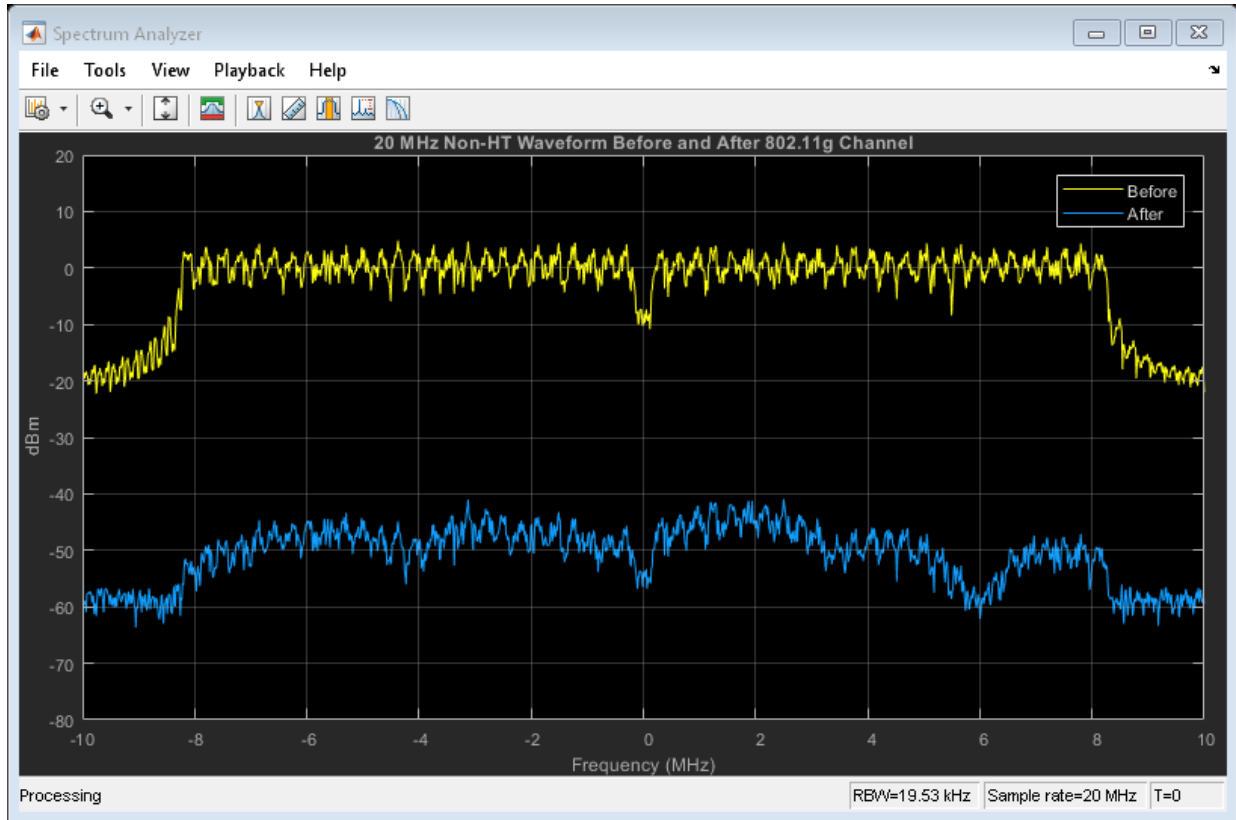 Spectrum Analyzer
File Tools View Playback Help
20 MHz Non-HT Waveform Before and After 802.11g Channel
Before
After
20
10
0
-10
-20
-30
-40
-50
-60
-70
-80
dBm
-10 -8 -6 -4 -2 0 2 4 6 8 10
Frequency (MHz)
Processing RBW=19.53 kHz Sample rate=20 MHz T=0